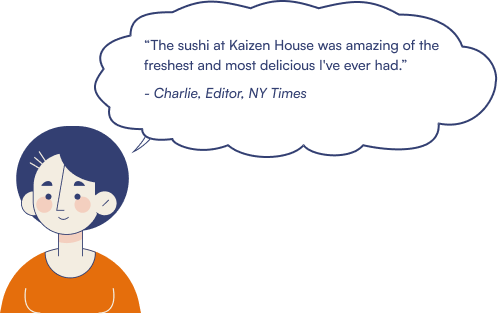 “The sushi at Kaizen House was amazing of the
freshest and most delicious I've ever had.”
- Charlie, Editor, NY Times